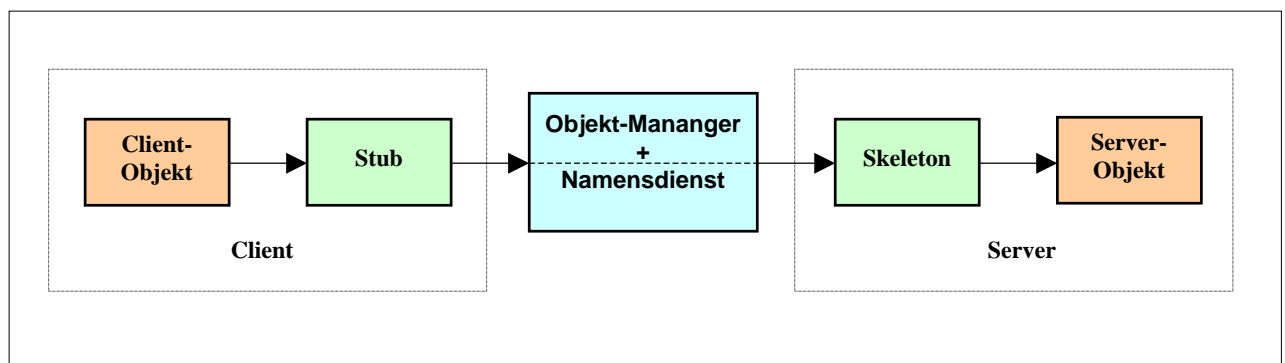 Client-
Objekt
Stub
Objekt-Mananger
+
Namensdienst
Skeleton
Server-
Objekt
Client
Server